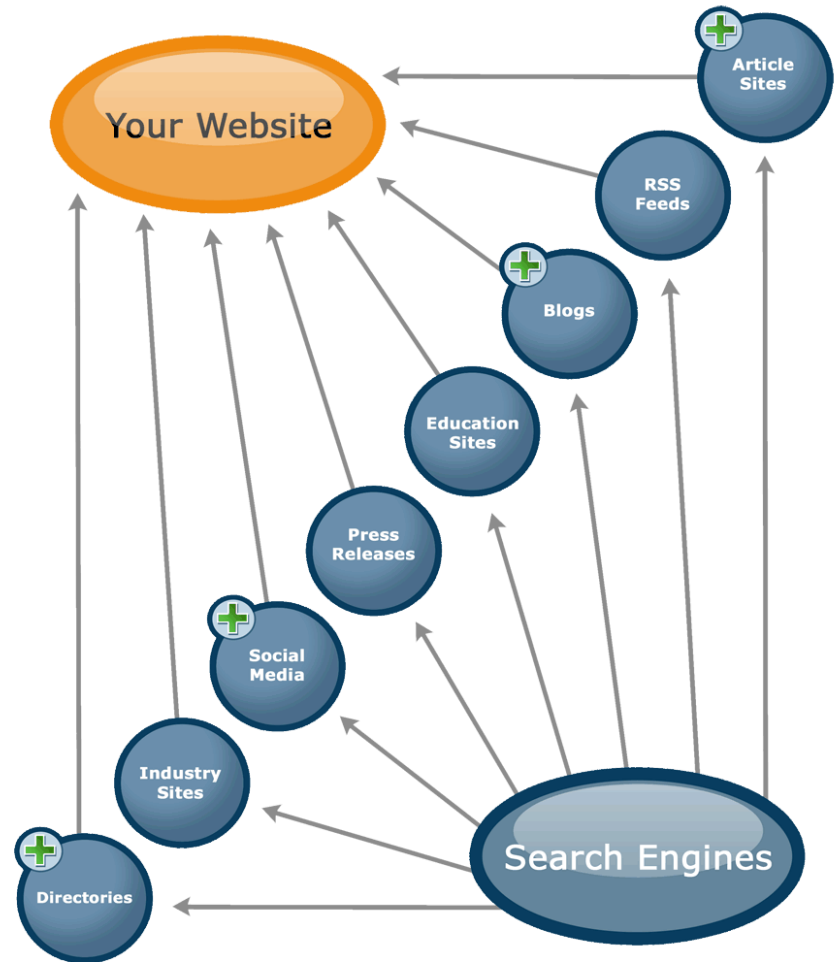 Article
Sites
Your Website
RSS
Feeds
Blogs
Education
Sites
Press
Releases
Social
Media
Industry
Sites
Search Engines
Directories